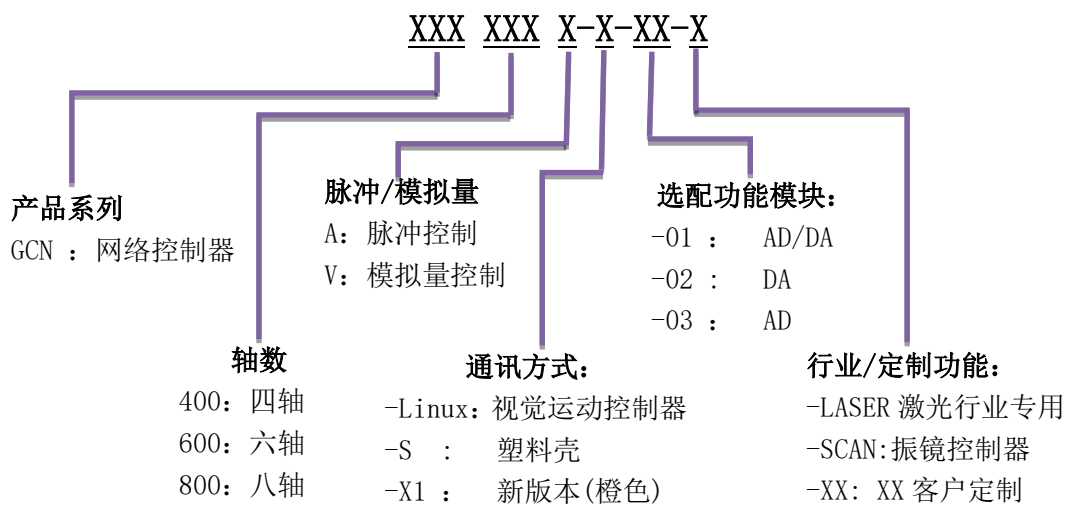 XXX XXX X-X-XX-X
产品系列
GCN ：网络控制器
脉冲/模拟量
A：脉冲控制
V：模拟量控制
选配功能模块：
-01 ： AD/DA
-02 : DA
-03 ： AD
轴数
400：四轴
600：六轴
800：八轴
通讯方式：
-Linux：视觉运动控制器
-S ： 塑料壳
-X1 ： 新版本(橙色)
行业/定制功能：
-LASER 激光行业专用
-SCAN:振镜控制器
-XX: XX 客户定制